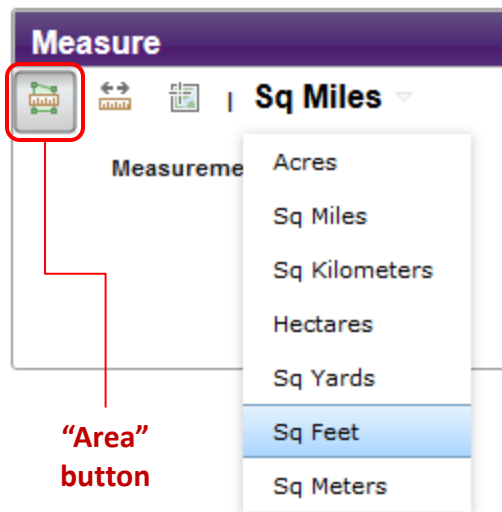 Measure
| Sq Miles
Measureme
Acres
Sq Miles
Sq Kilometers
Hectares
Sq Yards
Sq Feet
Sq Meters
“Area”
button